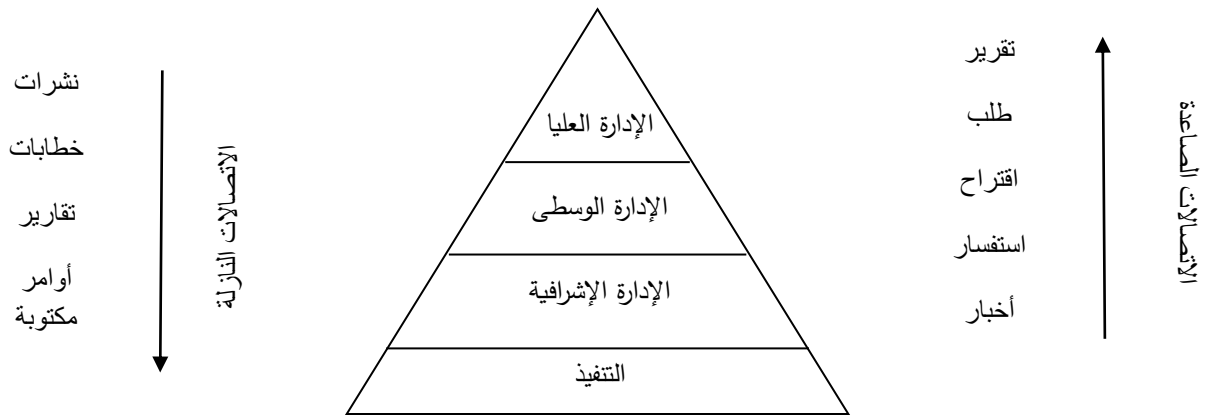 تقرير
طلب
اقتراح
استفسار
أخبار
الاتصالات الصاعدة
الإدارة العليا
الإدارة الوسطى
الإدارة الإشرافية
التنفيذ
الاتصالات النازلة
نشرات
خطابات
تقارير
أوامر
مكتوبة